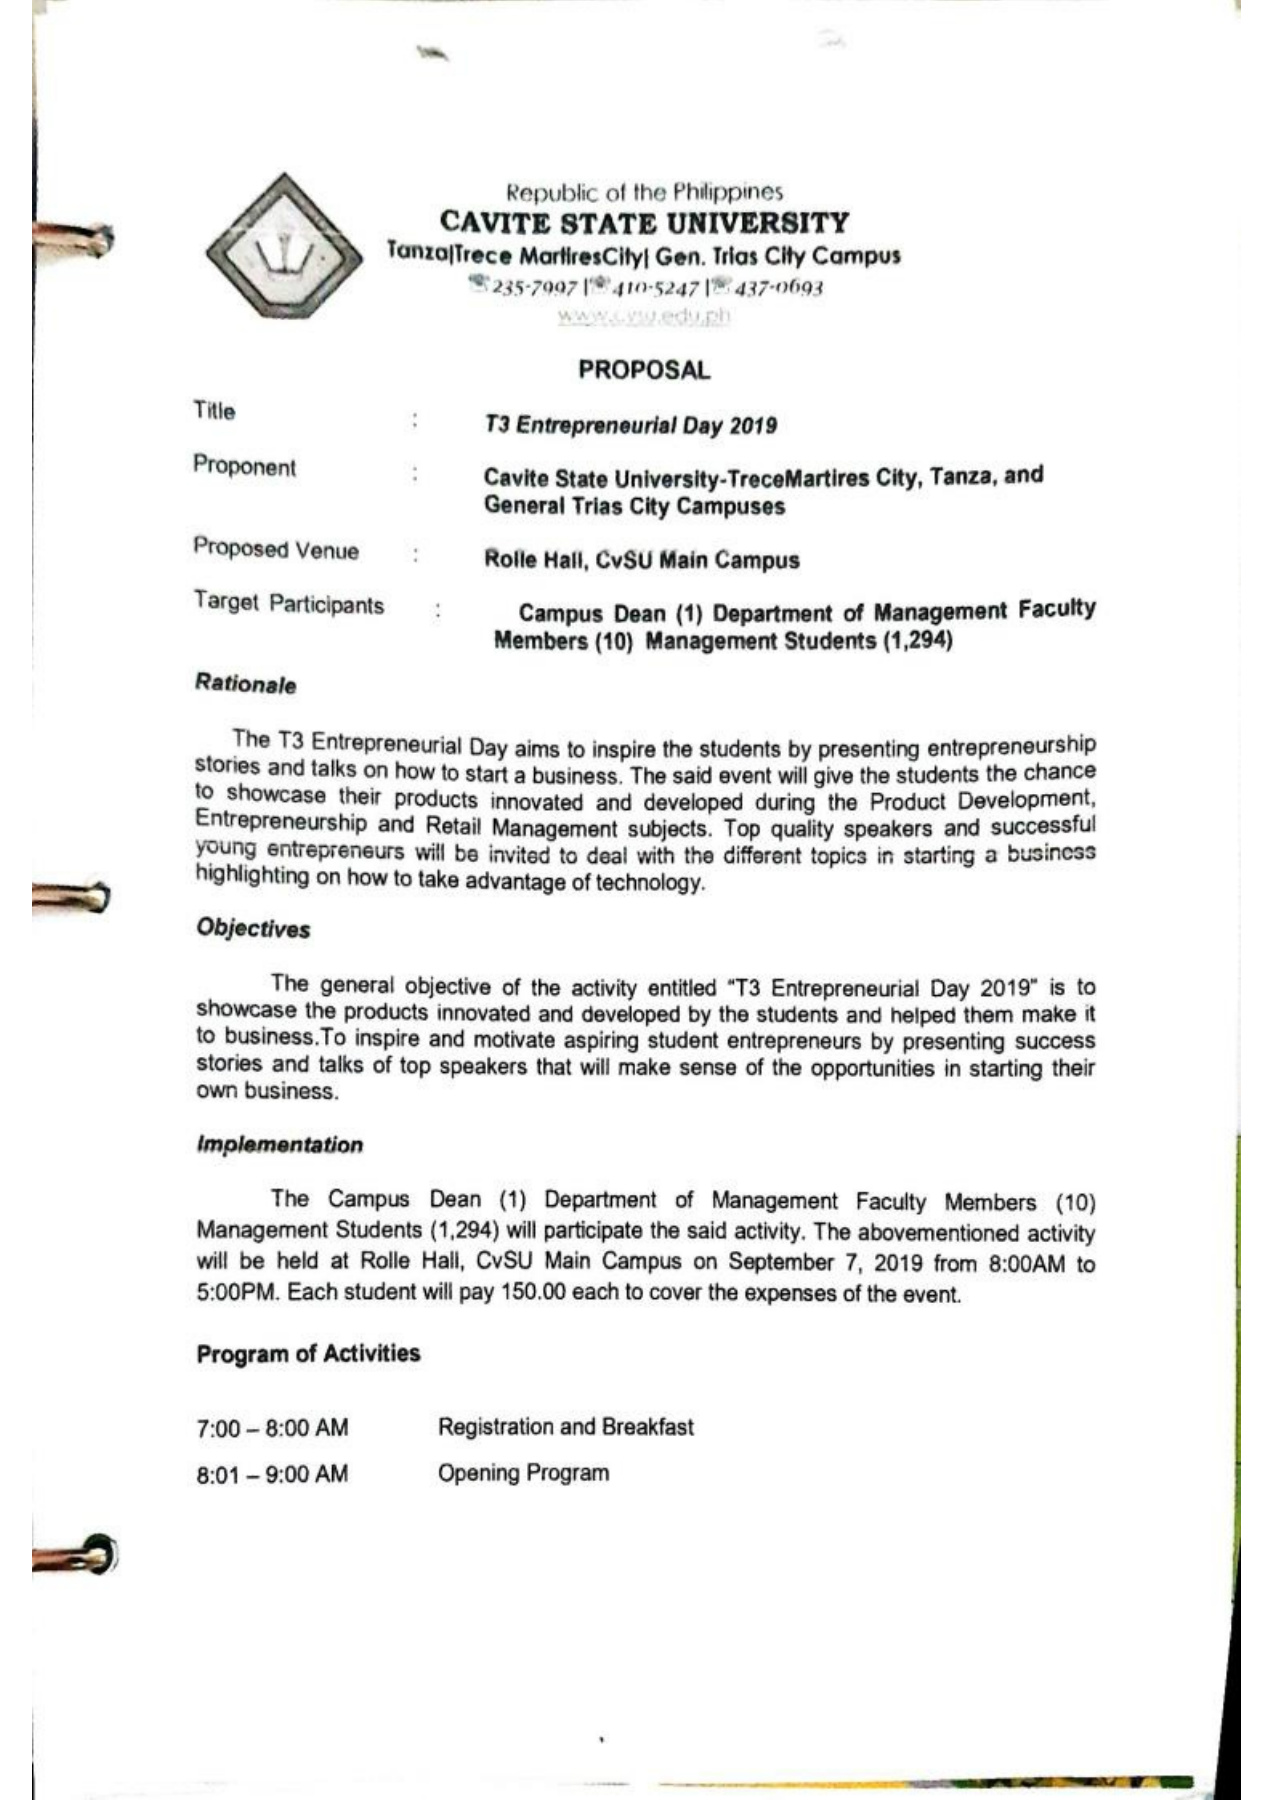 Republic of the Philippines
CAVITE STATE UNIVERSITY
Tanza|Trece MartiresCity| Gen. Trias City Campus
☏235-7997 |☏410-5247 |☏437-0693
www.cvsu.edu.ph
PROPOSAL
Title : T3 Entrepreneurial Day 2019
Proponent : Cavite State University-TreceMartires City, Tanza, and
General Trias City Campuses
Proposed Venue : Rolle Hall, CvSU Main Campus
Target Participants : Campus Dean (1) Department of Management Faculty
Members (10) Management Students (1,294)
Rationale
The T3 Entrepreneurial Day aims to inspire the students by presenting entrepreneurship
stories and talks on how to start a business. The said event will give the students the chance
to showcase their products innovated and developed during the Product Development,
Entrepreneurship and Retail Management subjects. Top quality speakers and successful
young entrepreneurs will be invited to deal with the different topics in starting a business
highlighting on how to take advantage of technology.
Objectives
The general objective of the activity entitled "T3 Entrepreneurial Day 2019" is to
showcase the products innovated and developed by the students and helped them make it
to business.To inspire and motivate aspiring student entrepreneurs by presenting success
stories and talks of top speakers that will make sense of the opportunities in starting their
own business.
Implementation
The Campus Dean (1) Department of Management Faculty Members (10)
Management Students (1,294) will participate the said activity. The abovementioned activity
will be held at Rolle Hall, CvSU Main Campus on September 7, 2019 from 8:00AM to
5:00PM. Each student will pay 150.00 each to cover the expenses of the event.
Program of Activities
7:00 – 8:00 AM Registration and Breakfast
8:01 – 9:00 AM Opening Program